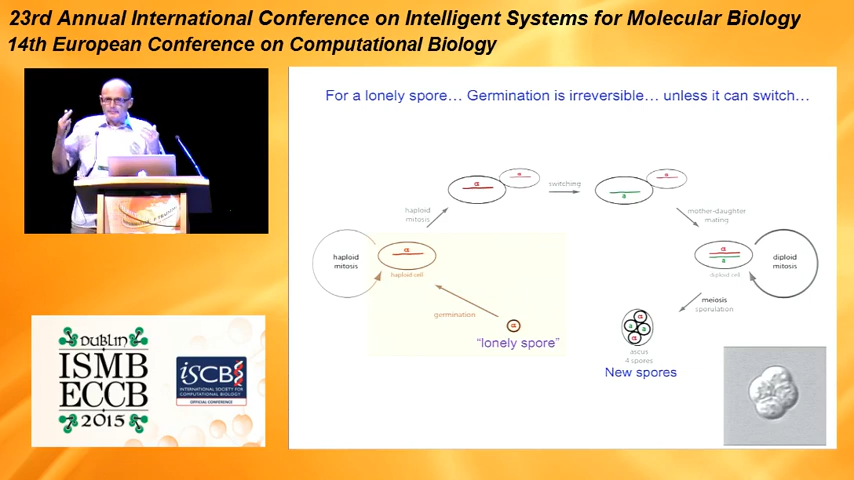 23rd Annual International Conference on Intelligent Systems for Molecular Biology
14th European Conference on Computational Biology
For a lonely spore… Germination is irreversible… unless it can switch…
α
α
switching
a
α
haploid
mitosis
mother-daughter
mating
haploid
mitosis
α
haploid cell
α
a
diploid cell
diploid
mitosis
germination
α
"lonely spore"
meiosis
sporulation
α
a
a
α
ascus
4 spores
New spores
DUBLIN
ISMB
ECCB
2015
ISCB
INTERNATIONAL SOCIETY FOR
COMPUTATIONAL BIOLOGY
OFFICIAL CONFERENCE